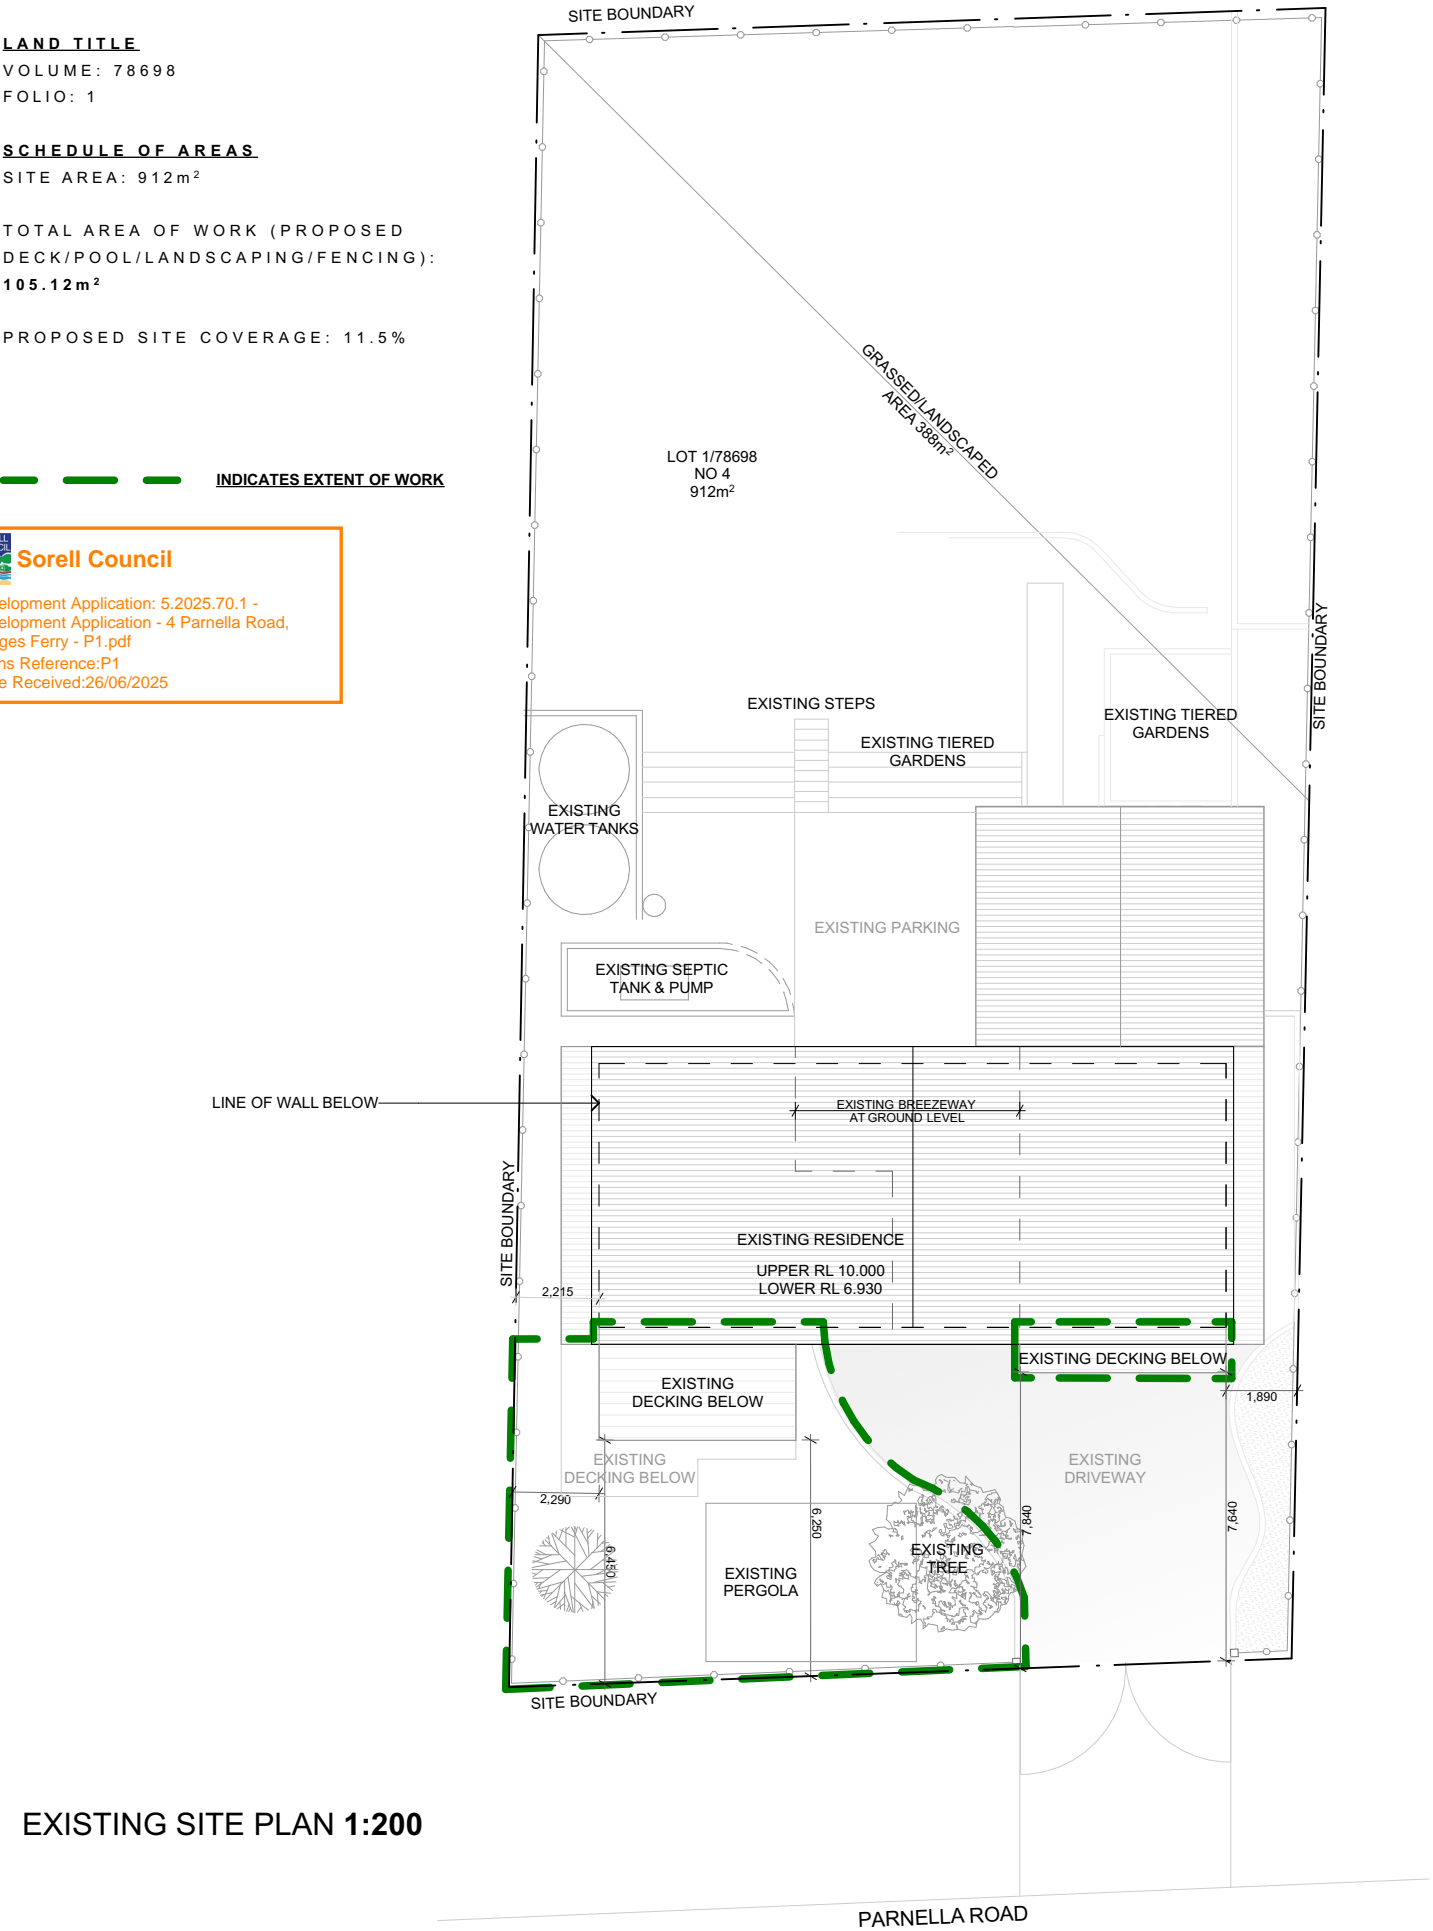 LAND TITLE
VOLUME: 78698
FOLIO: 1
SCHEDULE OF AREAS
SITE AREA: 912m²
TOTAL AREA OF WORK (PROPOSED
DECK/POOL/LANDSCAPING/FENCING):
105.12m²
PROPOSED SITE COVERAGE: 11.5%
INDICATES EXTENT OF WORK
Sorell Council
elopment Application: 5.2025.70.1 -
elopment Application - 4 Parnella Road,
ges Ferry - P1.pdf
ns Reference:P1
e Received:26/06/2025
SITE BOUNDARY
GRASSED/LANDSCAPED
AREA 388m²
LOT 1/78698
NO 4
912m²
SITE BOUNDARY
EXISTING STEPS
EXISTING TIERED
GARDENS
EXISTING TIERED
GARDENS
EXISTING
WATER TANKS
EXISTING PARKING
EXISTING SEPTIC
TANK & PUMP
LINE OF WALL BELOW
EXISTING BREEZEWAY
AT GROUND LEVEL
SITE BOUNDARY
EXISTING RESIDENCE
UPPER RL 10.000
LOWER RL 6.930
2,215
EXISTING DECKING BELOW
EXISTING
DECKING BELOW
1,890
EXISTING
DECKING BELOW
EXISTING
DRIVEWAY
2,290
6,250
7,840
7,640
6,450
EXISTING
TREE
EXISTING
PERGOLA
SITE BOUNDARY
EXISTING SITE PLAN 1:200
PARNELLA ROAD